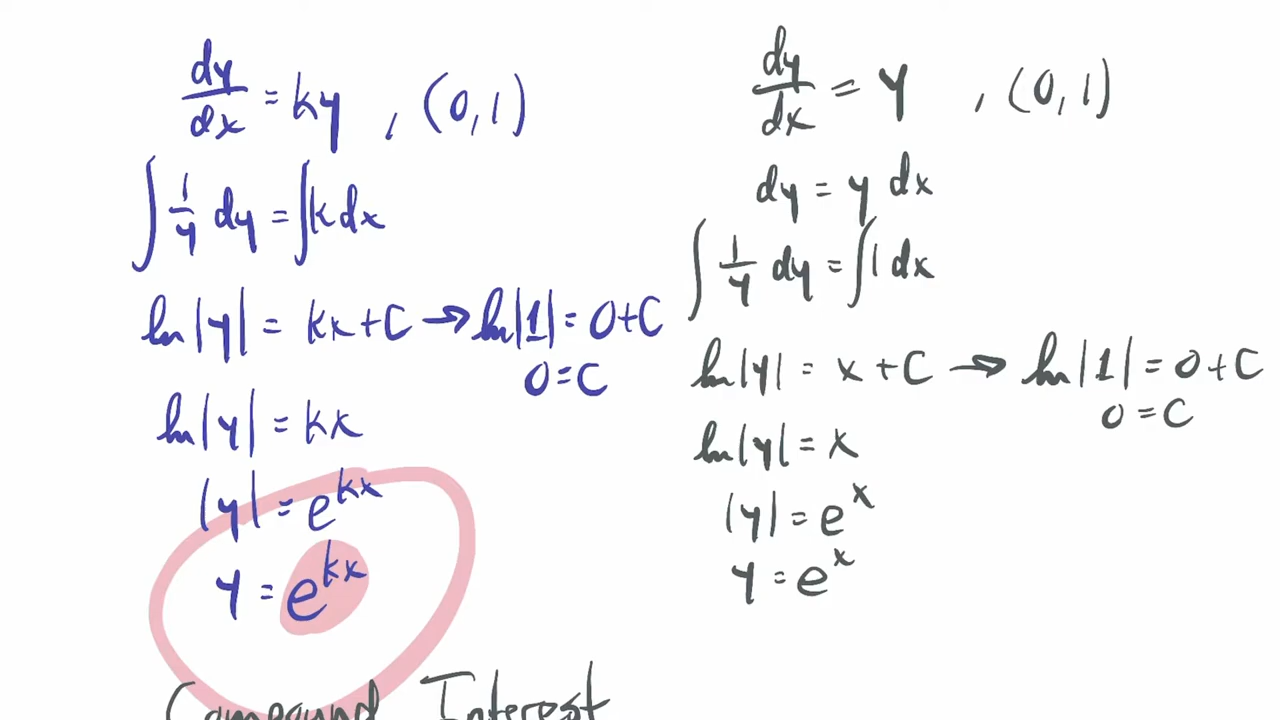 dy/dx = ky , (0,1)
∫ 1/y dy = ∫ k dx
ln|y| = kx+C → ln|1| = 0+C
0=C
ln|y| = kx
|y| = e^kx
y = e^kx
dy/dx = y , (0,1)
dy = y dx
∫ 1/y dy = ∫ 1 dx
ln|y| = x+C → ln|1| = 0+C
0=C
ln|y| = x
|y| = e^x
y = e^x
Compound Interest